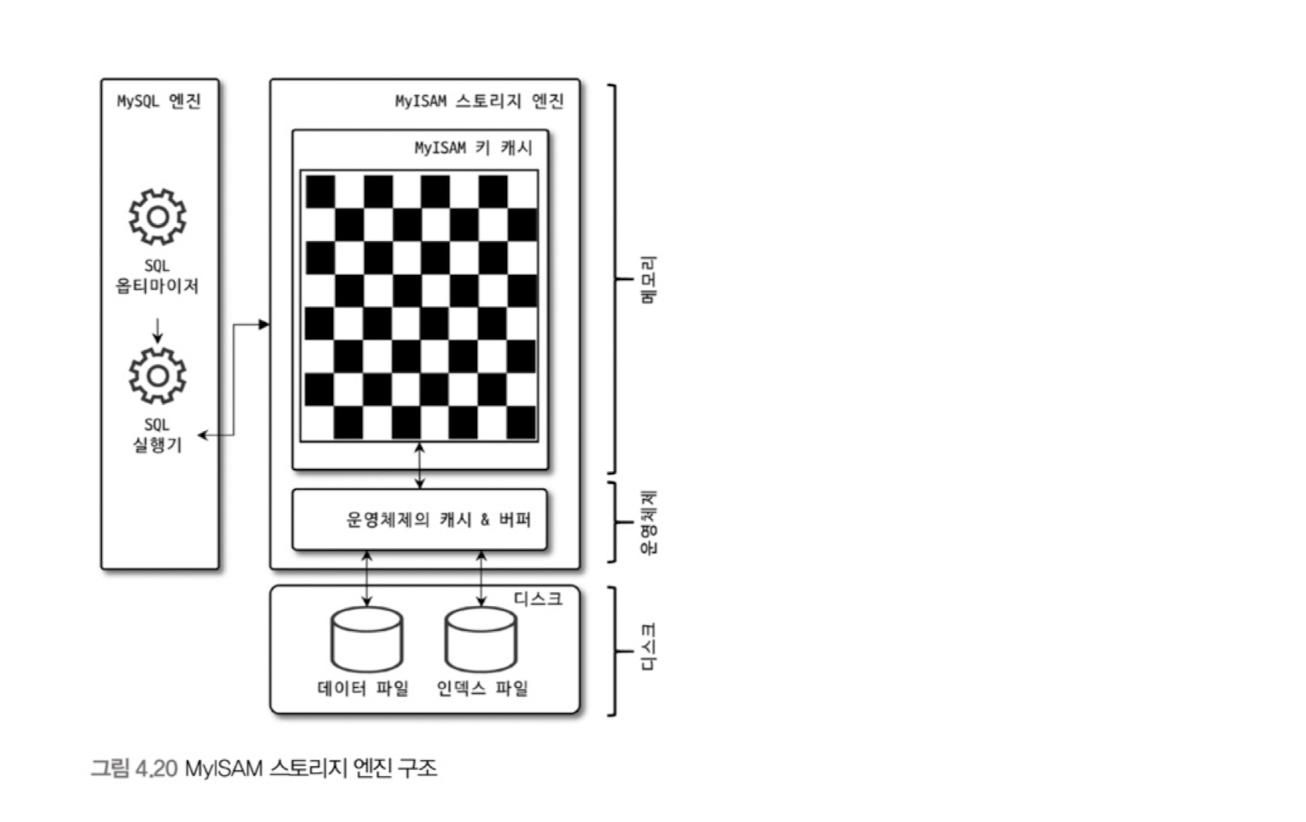 MySQL 엔진
SQL
옵티마이저
SQL
실행기
MyISAM 스토리지 엔진
MyISAM 키 캐시
운영체제의 캐시 & 버퍼
디스크
데이터 파일
인덱스 파일
메모리
운영체제
디스크
그림 4.20 MyISAM 스토리지 엔진 구조